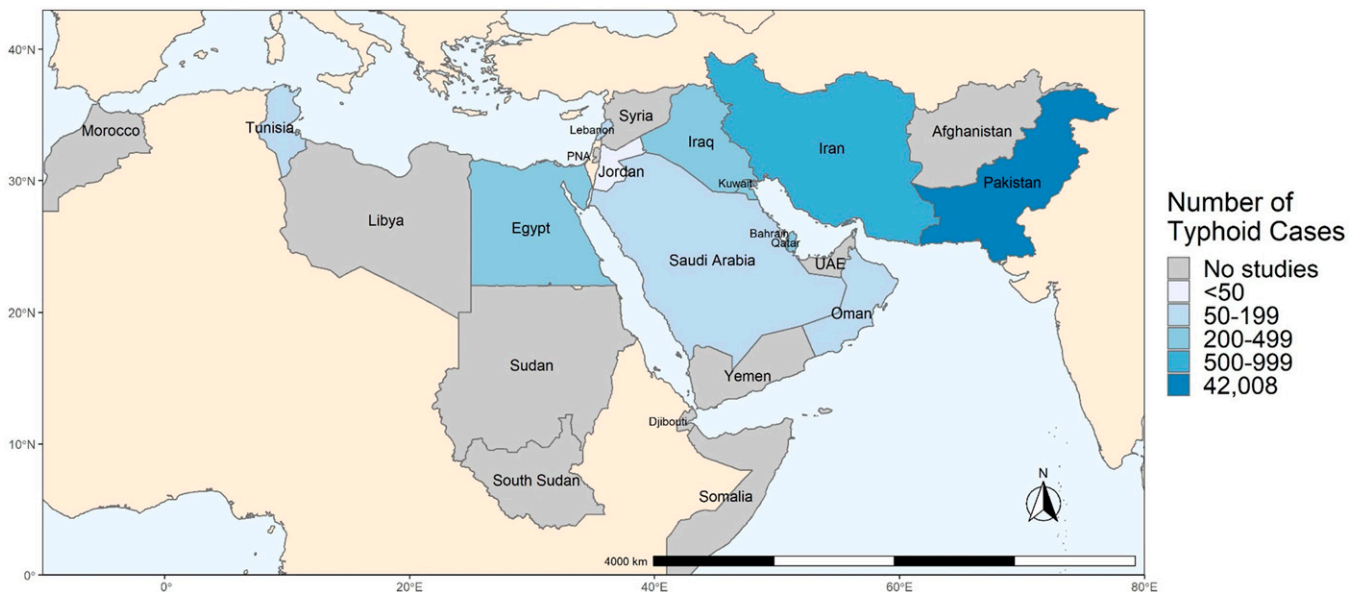 40°N
30°N
20°N
10°N
0°
0°
20°E
40°E
60°E
80°E
Morocco
Tunisia
Libya
Egypt
Sudan
South Sudan
Lebanon
PNA
Syria
Jordan
Iraq
Kuwait
Iran
Afghanistan
Pakistan
Bahrain
Qatar
Saudi Arabia
UAE
Oman
Yemen
Djibouti
Somalia
N
4000 km
Number of
Typhoid Cases
No studies
<50
50-199
200-499
500-999
42,008